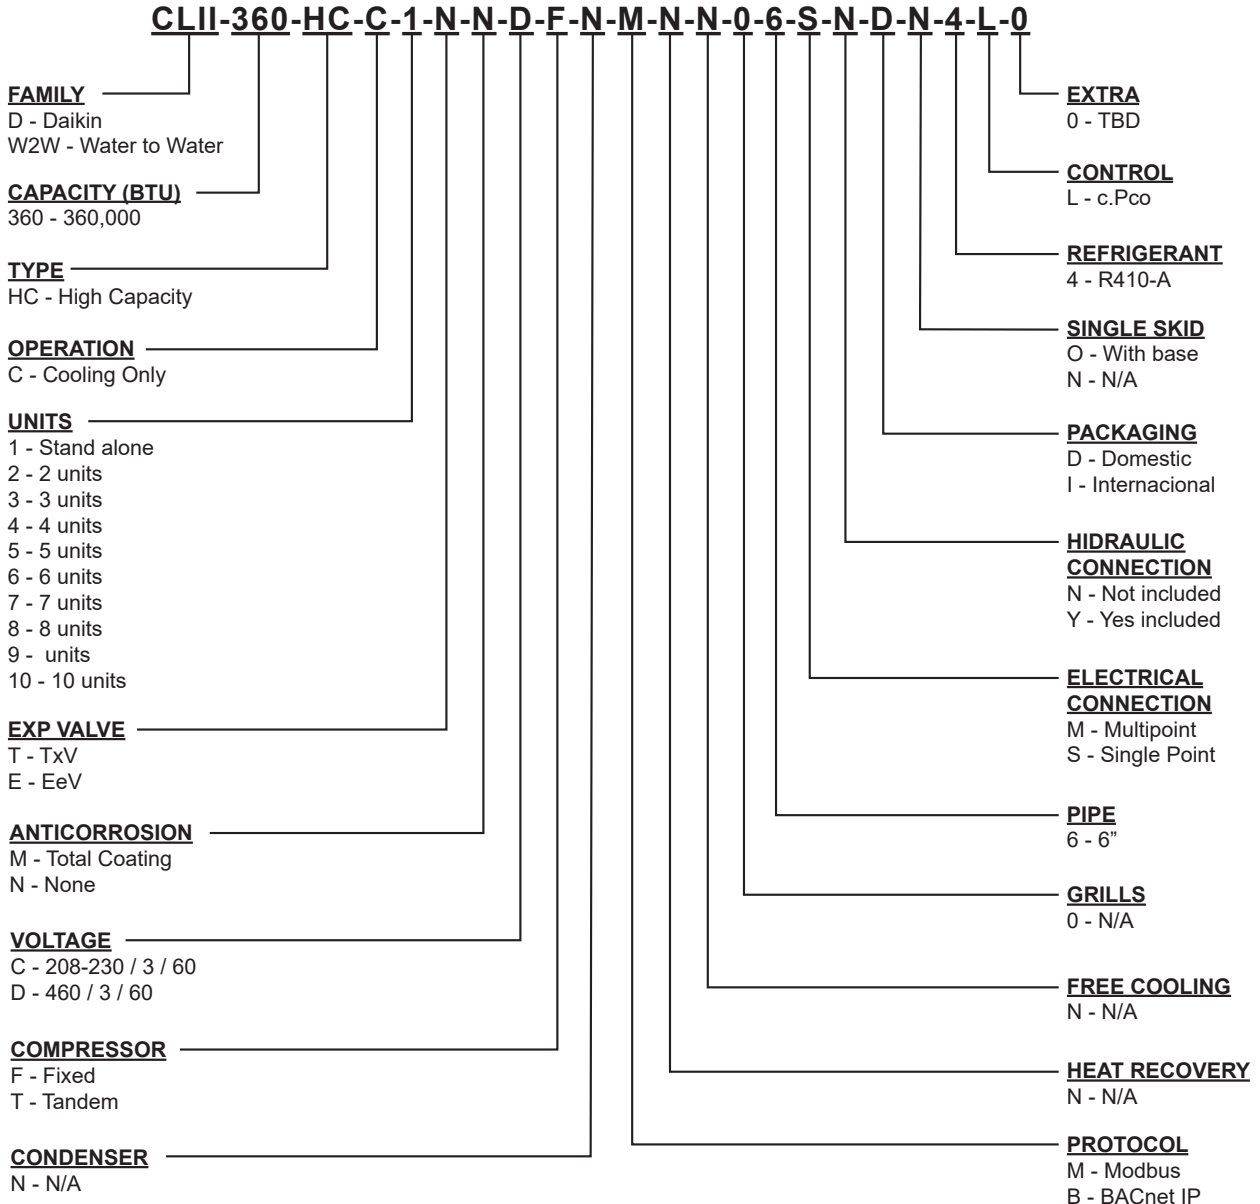 CLII-360-HC-C-1-N-N-D-F-N-M-N-N-0-6-S-N-D-N-4-L-0
FAMILY
D - Daikin
W2W - Water to Water
CAPACITY (BTU)
360 - 360,000
TYPE
HC - High Capacity
OPERATION
C - Cooling Only
UNITS
1 - Stand alone
2 - 2 units
3 - 3 units
4 - 4 units
5 - 5 units
6 - 6 units
7 - 7 units
8 - 8 units
9 -  units
10 - 10 units
EXP VALVE
T - TxV
E - EeV
ANTICORROSION
M - Total Coating
N - None
VOLTAGE
C - 208-230 / 3 / 60
D - 460 / 3 / 60
COMPRESSOR
F - Fixed
T - Tandem
CONDENSER
N - N/A
EXTRA
0 - TBD
CONTROL
L - c.Pco
REFRIGERANT
4 - R410-A
SINGLE SKID
O - With base
N - N/A
PACKAGING
D - Domestic
I - Internacional
HIDRAULIC
CONNECTION
N - Not included
Y - Yes included
ELECTRICAL
CONNECTION
M - Multipoint
S - Single Point
PIPE
6 - 6”
GRILLS
0 - N/A
FREE COOLING
N - N/A
HEAT RECOVERY
N - N/A
PROTOCOL
M - Modbus
B - BACnet IP